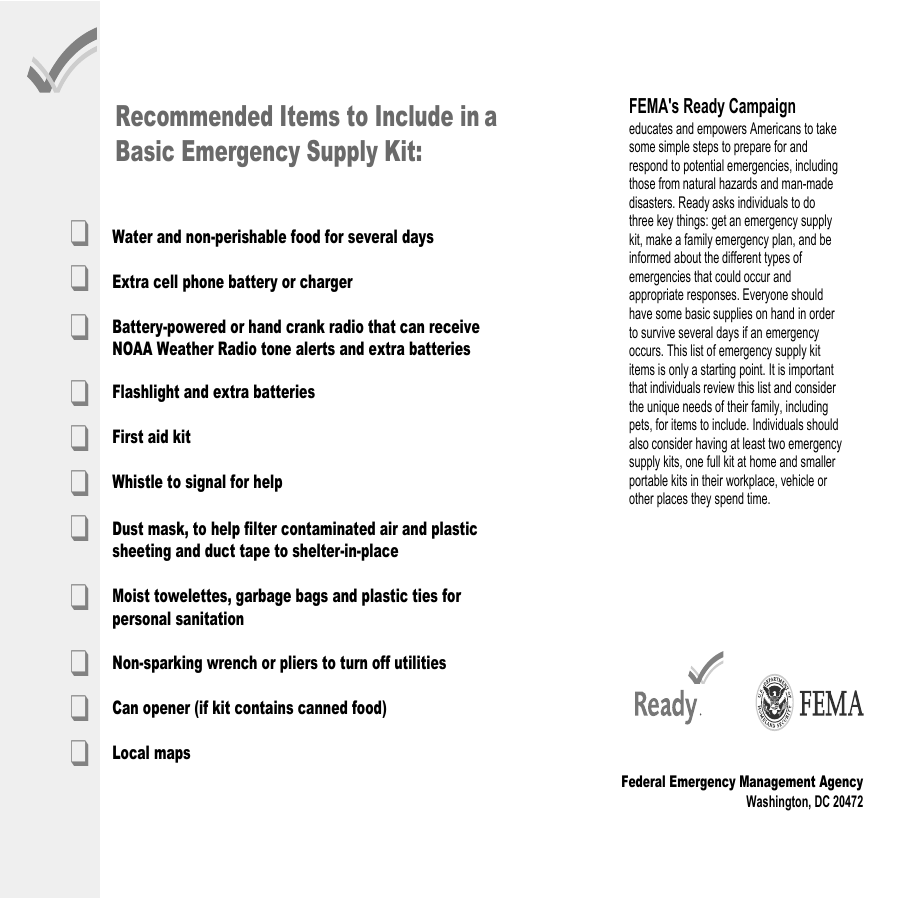 Recommended Items to Include in a
Basic Emergency Supply Kit:
Water and non-perishable food for several days
Extra cell phone battery or charger
Battery-powered or hand crank radio that can receive
NOAA Weather Radio tone alerts and extra batteries
Flashlight and extra batteries
First aid kit
Whistle to signal for help
Dust mask, to help filter contaminated air and plastic
sheeting and duct tape to shelter-in-place
Moist towelettes, garbage bags and plastic ties for
personal sanitation
Non-sparking wrench or pliers to turn off utilities
Can opener (if kit contains canned food)
Local maps
FEMA's Ready Campaign
educates and empowers Americans to take
some simple steps to prepare for and
respond to potential emergencies, including
those from natural hazards and man-made
disasters. Ready asks individuals to do
three key things: get an emergency supply
kit, make a family emergency plan, and be
informed about the different types of
emergencies that could occur and
appropriate responses. Everyone should
have some basic supplies on hand in order
to survive several days if an emergency
occurs. This list of emergency supply kit
items is only a starting point. It is important
that individuals review this list and consider
the unique needs of their family, including
pets, for items to include. Individuals should
also consider having at least two emergency
supply kits, one full kit at home and smaller
portable kits in their workplace, vehicle or
other places they spend time.
Ready.
U.S. DEPARTMENT OF HOMELAND SECURITY
FEMA
Federal Emergency Management Agency
Washington, DC 20472